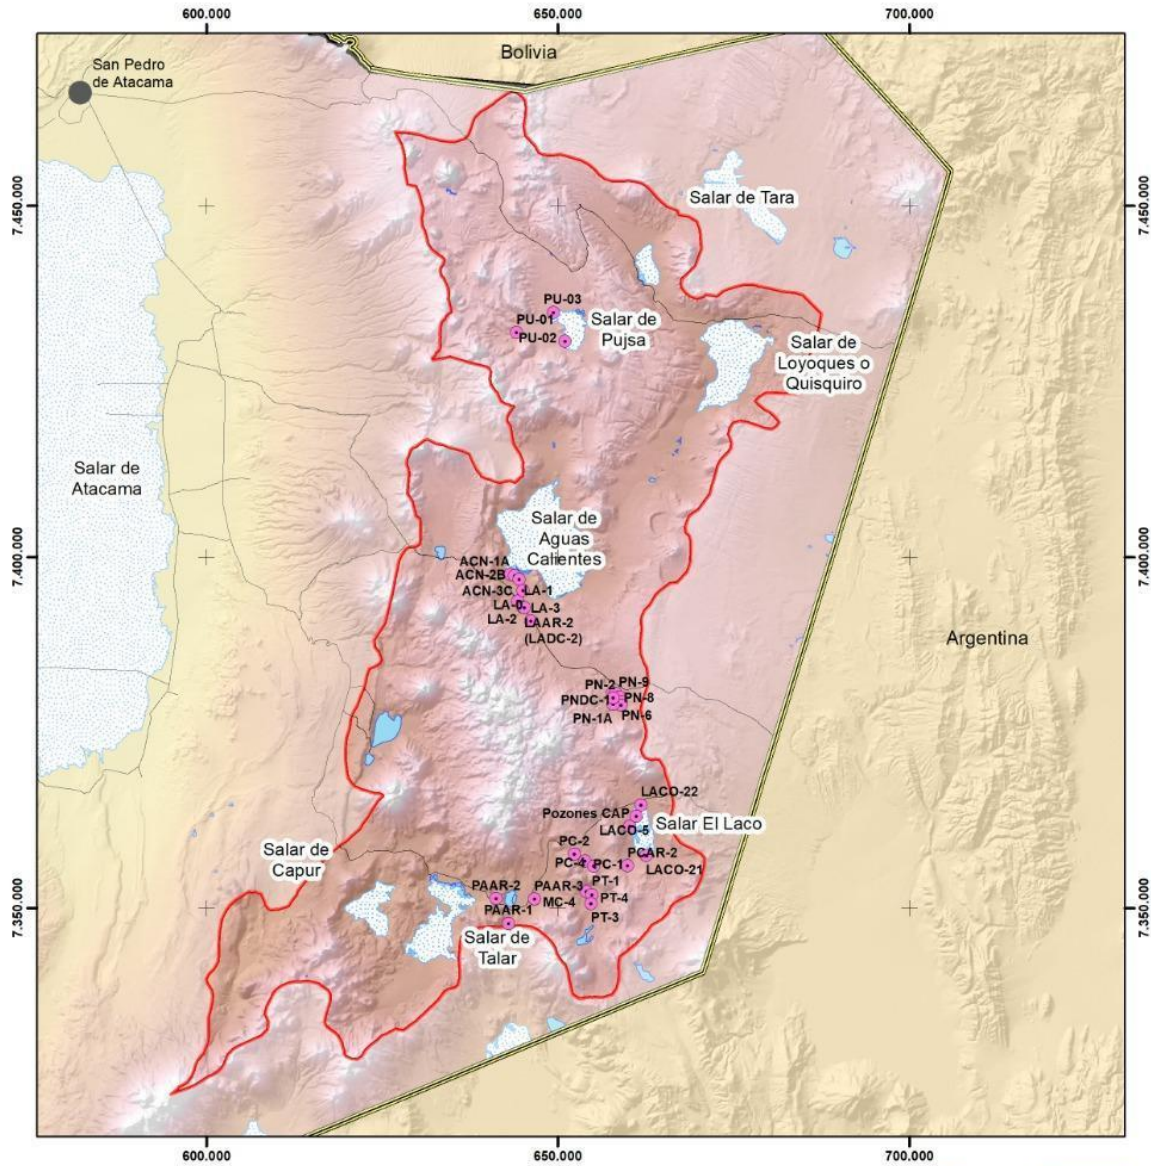 600.000
650.000
700.000
Bolivia
San Pedro
de Atacama
7.450.000
Salar de Tara
7.450.000
PU-03
PU-01
PU-02
Salar de
Pujsa
Salar de
Loyoques o
Quisquiro
Salar de
Atacama
Salar de
Aguas
Calientes
7.400.000
7.400.000
ACN-1A
ACN-2B
ACN-3C
LA-1
LA-0
LA-3
LA-2
LAAR-2
(LADC-2)
Argentina
PN-2
PN-9
PNDC-1
PN-8
PN-1A
PN-6
LACO-22
Pozones CAP
LACO-5
Salar El Laco
PC-2
PCAR-2
PC-4
PC-1
LACO-21
Salar de
Capur
PT-1
PAAR-2
PAAR-3
MC-4
PT-4
PAAR-1
PT-3
7.350.000
7.350.000
Salar de
Talar
600.000
650.000
700.000